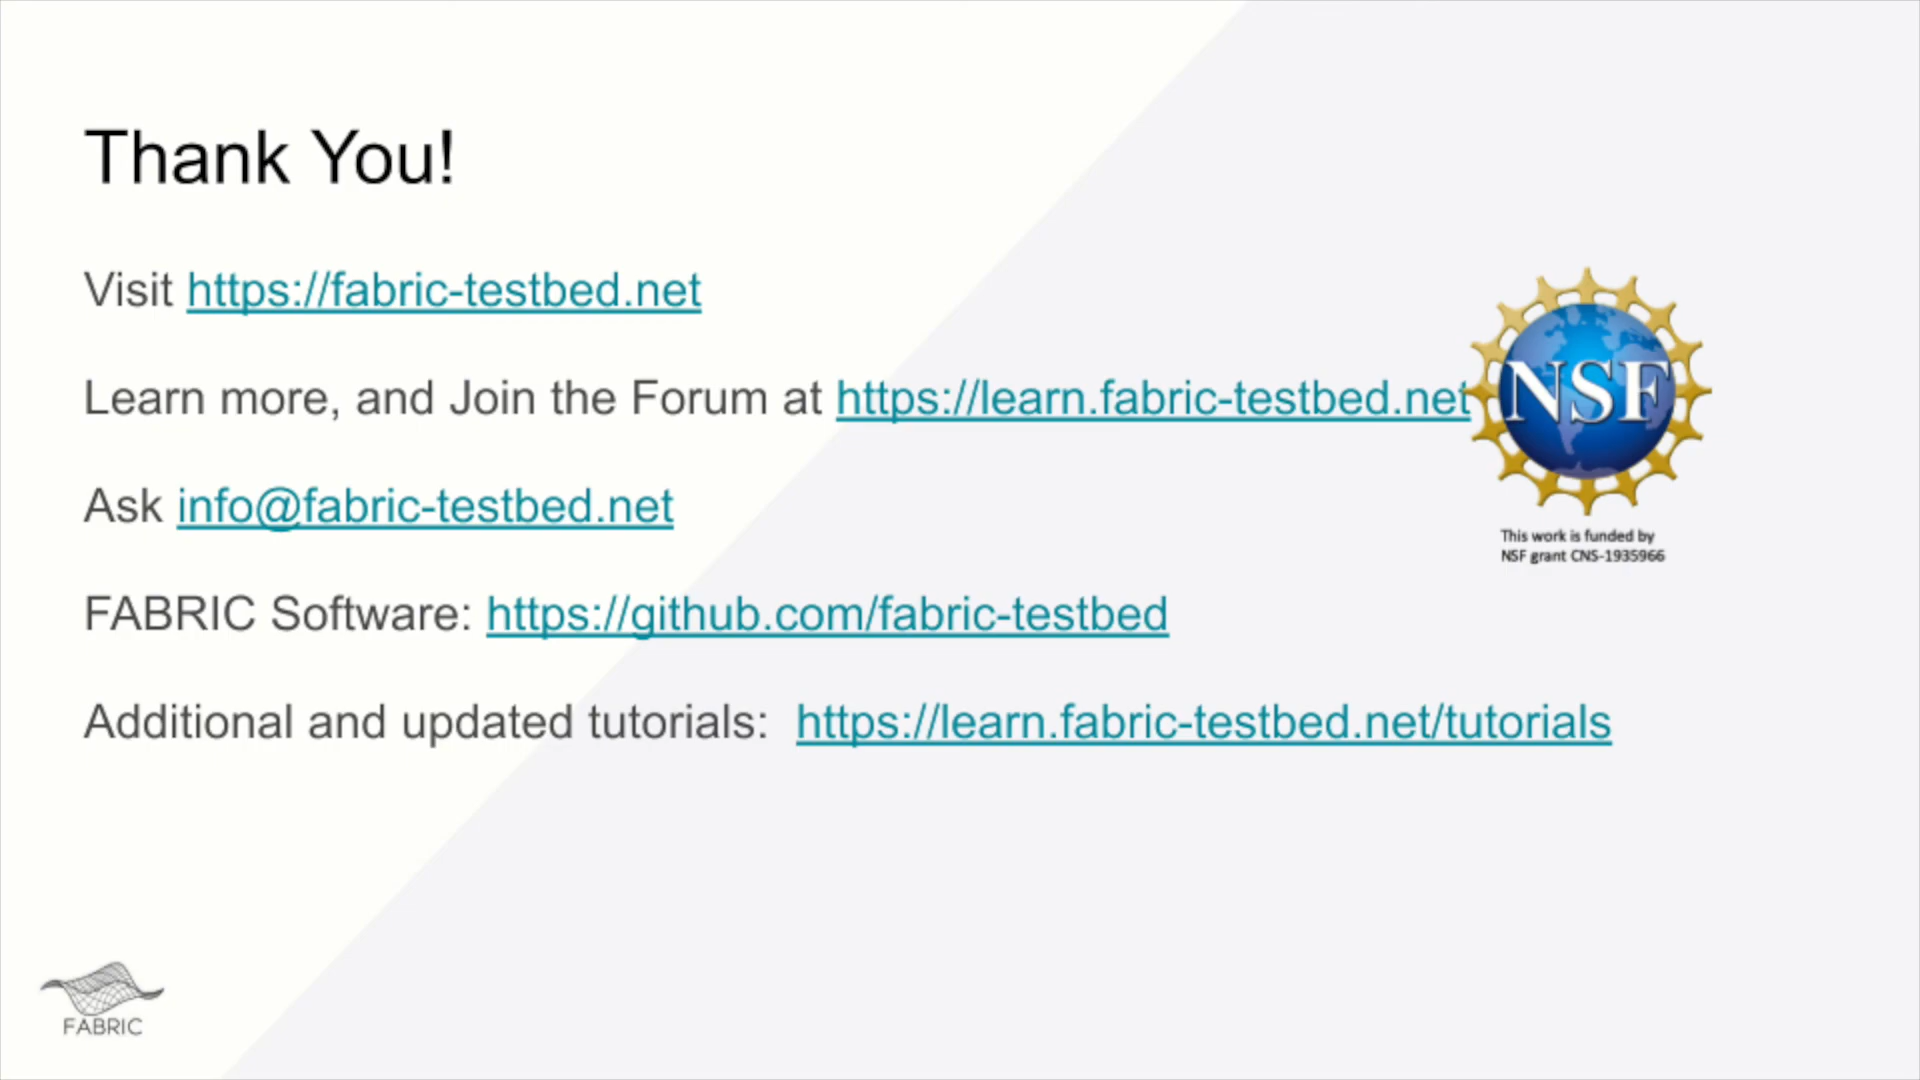 Thank You!
Visit https://fabric-testbed.net
Learn more, and Join the Forum at https://learn.fabric-testbed.net
NSF
Ask info@fabric-testbed.net
This work is funded by
NSF grant CNS-1935966
FABRIC Software: https://github.com/fabric-testbed
Additional and updated tutorials: https://learn.fabric-testbed.net/tutorials
FABRIC